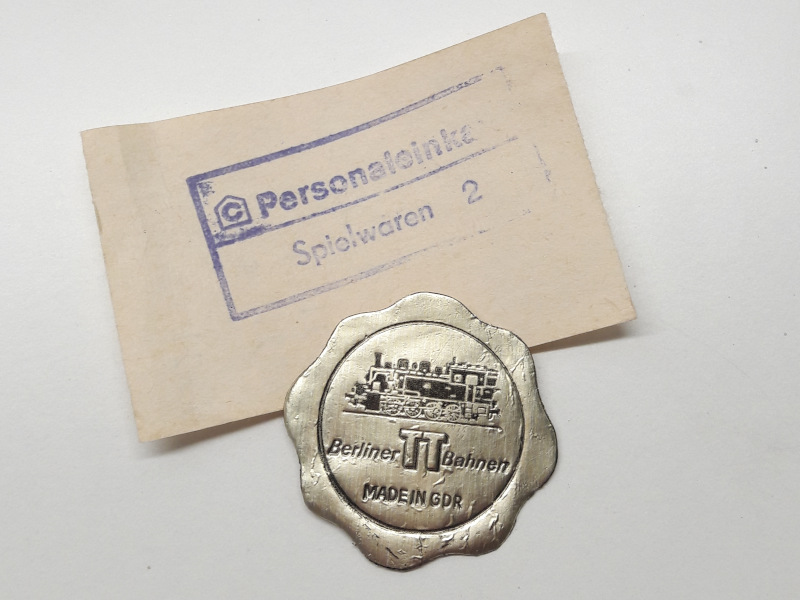 C Personaleinka
Spielwaren 2
Berliner TT Bahnen
MADE IN GDR